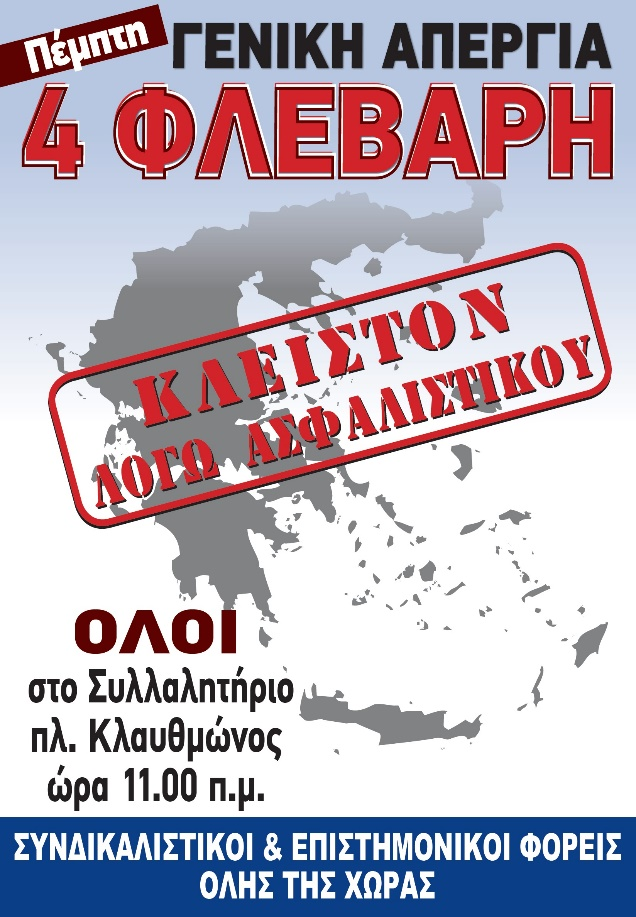 Πέμπτη
ΓΕΝΙΚΗ ΑΠΕΡΓΙΑ
4 ΦΛΕΒΑΡΗ
ΚΛΕΙΣΤΟΝ
ΛΟΓΩ ΑΣΦΑΛΙΣΤΙΚΟΥ
ΟΛΟΙ
στο Συλλαλητήριο
πλ. Κλαυθμώνος
ώρα 11.00 π.μ.
ΣΥΝΔΙΚΑΛΙΣΤΙΚΟΙ & ΕΠΙΣΤΗΜΟΝΙΚΟΙ ΦΟΡΕΙΣ
ΟΛΗΣ ΤΗΣ ΧΩΡΑΣ